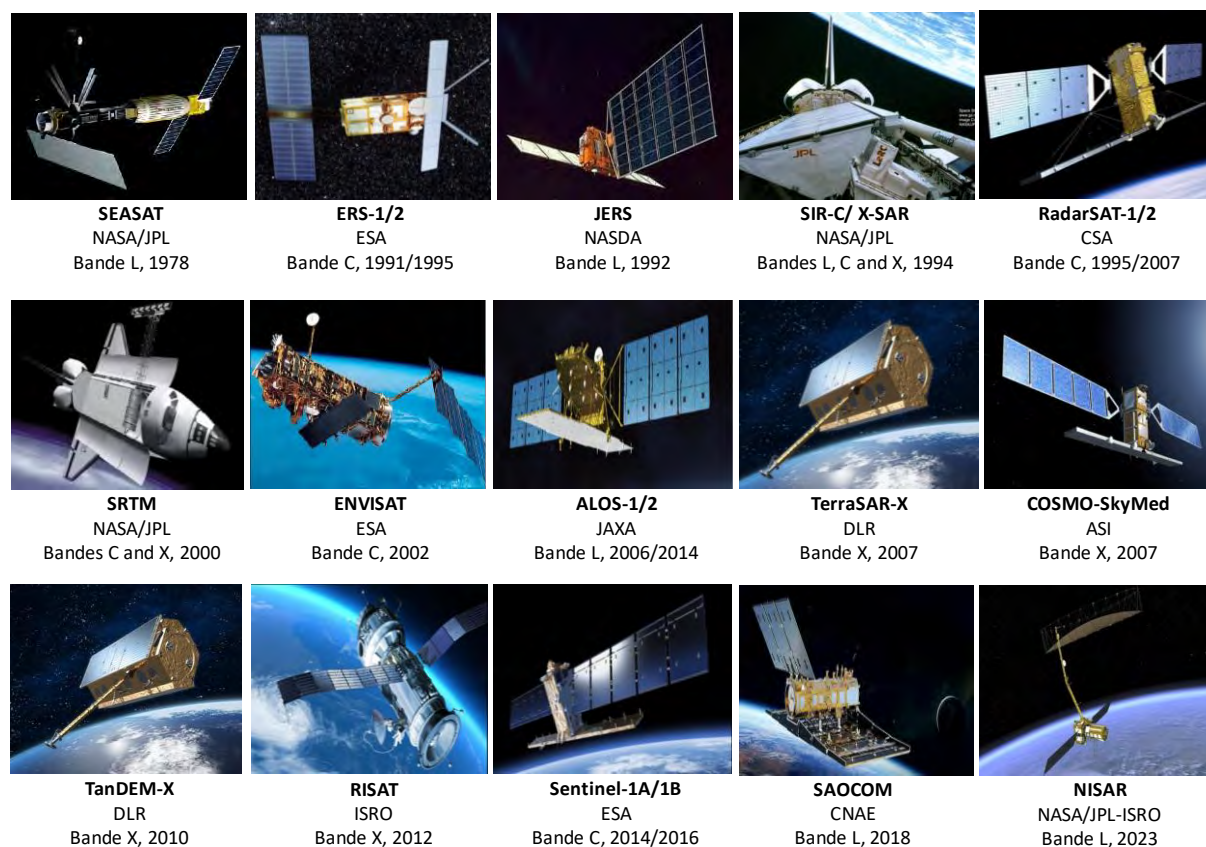 SEASAT
NASA/JPL
Bande L, 1978
ERS-1/2
ESA
Bande C, 1991/1995
JERS
NASDA
Bande L, 1992
JPL
SIR-C/ X-SAR
NASA/JPL
Bandes L, C and X, 1994
RadarSAT-1/2
CSA
Bande C, 1995/2007
SRTM
NASA/JPL
Bandes C and X, 2000
ENVISAT
ESA
Bande C, 2002
ALOS-1/2
JAXA
Bande L, 2006/2014
TerraSAR-X
DLR
Bande X, 2007
COSMO-SkyMed
ASI
Bande X, 2007
TanDEM-X
DLR
Bande X, 2010
RISAT
ISRO
Bande X, 2012
Sentinel-1A/1B
ESA
Bande C, 2014/2016
SAOCOM
CNAE
Bande L, 2018
NISAR
NASA/JPL-ISRO
Bande L, 2023